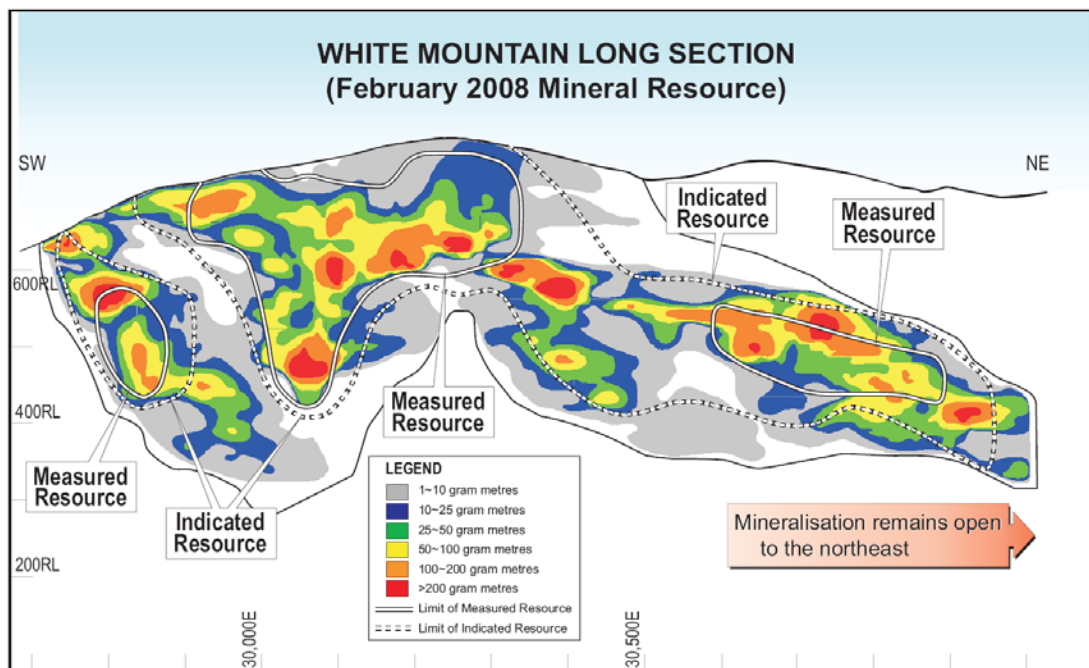 WHITE MOUNTAIN LONG SECTION
(February 2008 Mineral Resource)
SW
NE
Indicated
Resource
Measured
Resource
600RL
400RL
Measured
Resource
Measured
Resource
Indicated
Resource
LEGEND
1~10 gram metres
10~25 gram metres
25~50 gram metres
50~100 gram metres
100~200 gram metres
>200 gram metres
Limit of Measured Resource
Limit of Indicated Resource
Mineralisation remains open
to the northeast
200RL
30,000E
30,500E